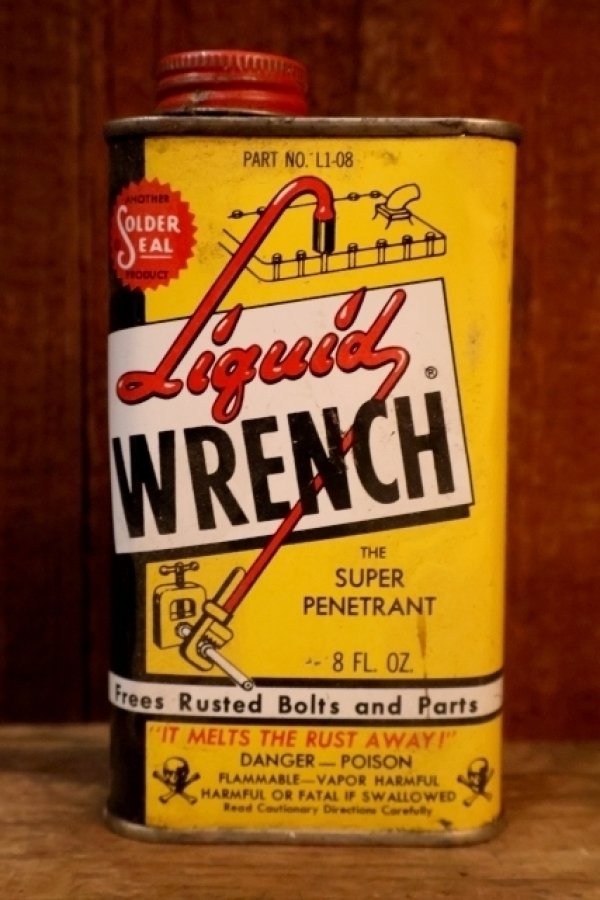 PART NO. L1-08
ANOTHER
SOLDER
SEAL
PRODUCT
Liquid
WRENCH®
THE
SUPER
PENETRANT
8 FL. OZ.
Frees Rusted Bolts and Parts
"IT MELTS THE RUST AWAY!"
DANGER — POISON
FLAMMABLE — VAPOR HARMFUL
HARMFUL OR FATAL IF SWALLOWED
Read Cautionary Directions Carefully